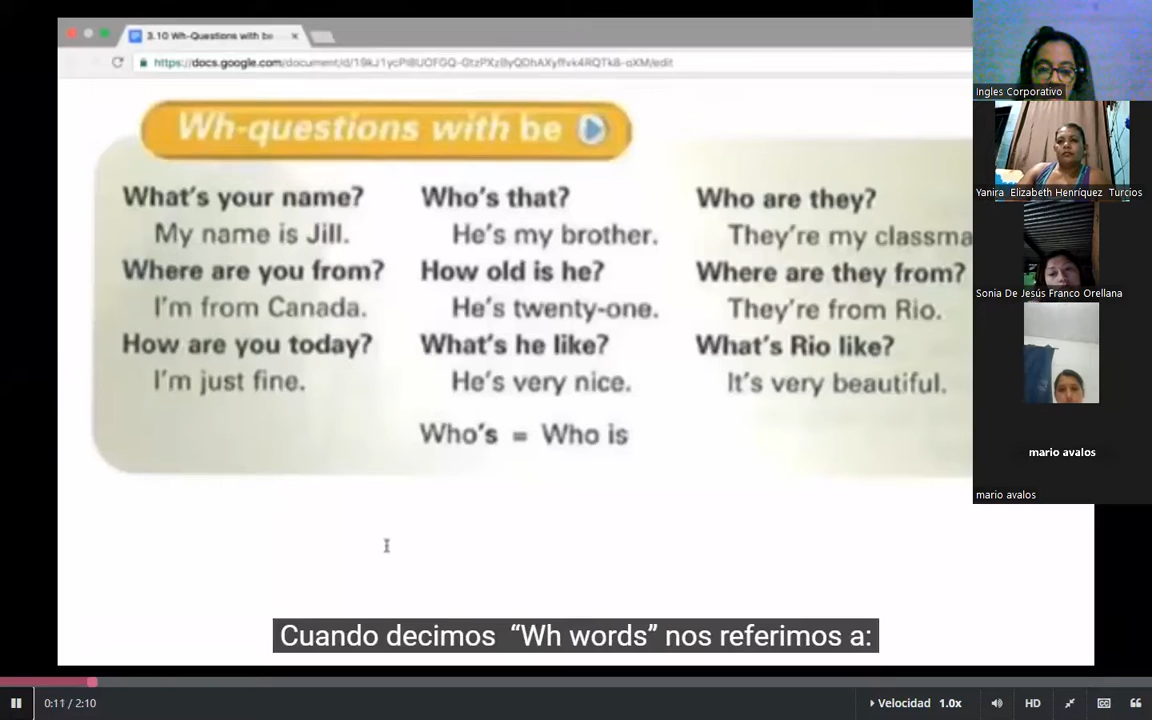 3.10 Wh-Questions with be
Wh-questions with be
What's your name?
My name is Jill.
Where are you from?
I'm from Canada.
How are you today?
I'm just fine.
Who's that?
He's my brother.
How old is he?
He's twenty-one.
What's he like?
He's very nice.
Who's = Who is
Who are they?
They're my classma
Where are they from?
They're from Rio.
What's Rio like?
It's very beautiful.
Ingles Corporativo
Yanira Elizabeth Henríquez Turcios
Sonia De Jesús Franco Orellana
mario avalos
mario avalos
Cuando decimos “Wh words” nos referimos a:
0:11 / 2:10
Velocidad 1.0x
HD